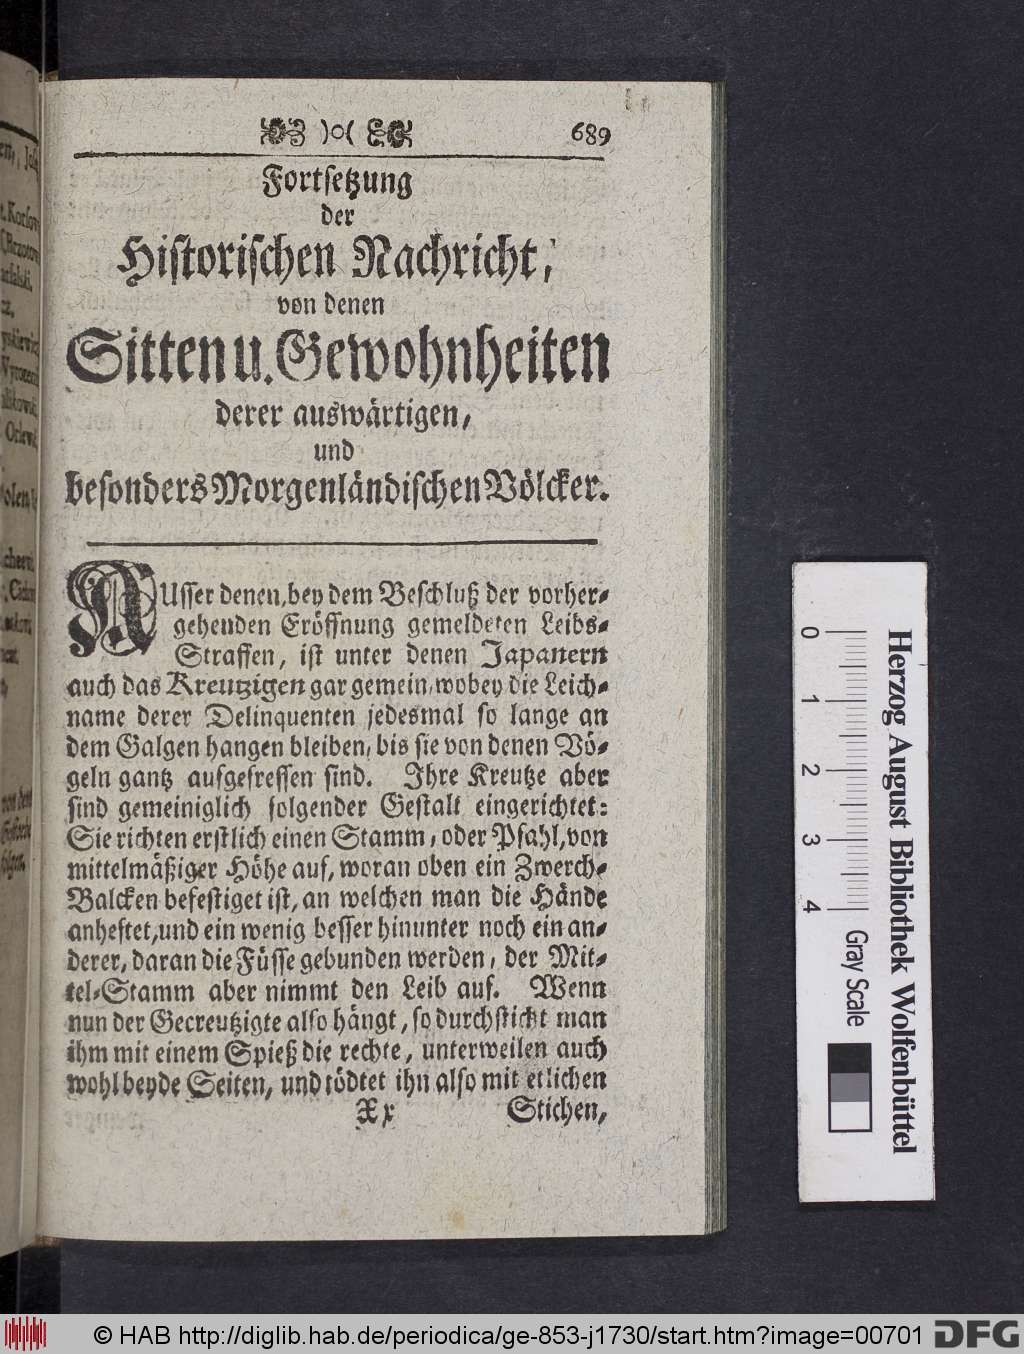 )o( 689
Fortsetzung
der
Historischen Nachricht,
von denen
Sitten u. Gewohnheiten
derer auswärtigen,
und
besonders Morgenländischen Völcker.
AUsser denen, bey dem Beschluß der vorher-
gehenden Eröffnung gemeldeten Leibs-
Straffen, ist unter denen Japanern
auch das Kreutzigen gar gemein, wobey die Leich-
name derer Delinquenten jedesmal so lange an
dem Galgen hangen bleiben, bis sie von denen Vö-
geln gantz aufgefressen sind. Ihre Kreutze aber
sind gemeiniglich folgender Gestalt eingerichtet:
Sie richten erstlich einen Stamm, oder Pfahl, von
mittelmäßiger Höhe auf, woran oben ein Zwerch-
Balcken befestiget ist, an welchen man die Hände
anheftet, und ein wenig besser hinunter noch ein an-
derer, daran die Füsse gebunden werden, der Mit-
tel-Stamm aber nimmt den Leib auf. Wenn
nun der Gecreutzigte also hängt, so durchsticht man
ihm mit einem Spieß die rechte, unterweilen auch
wohl beyde Seiten, und tödtet ihn also mit etlichen
Xx Stichen,
0 1 2 3 4 Gray Scale
Herzog August Bibliothek Wolfenbüttel
© HAB http://diglib.hab.de/periodica/ge-853-j1730/start.htm?image=00701 DFG